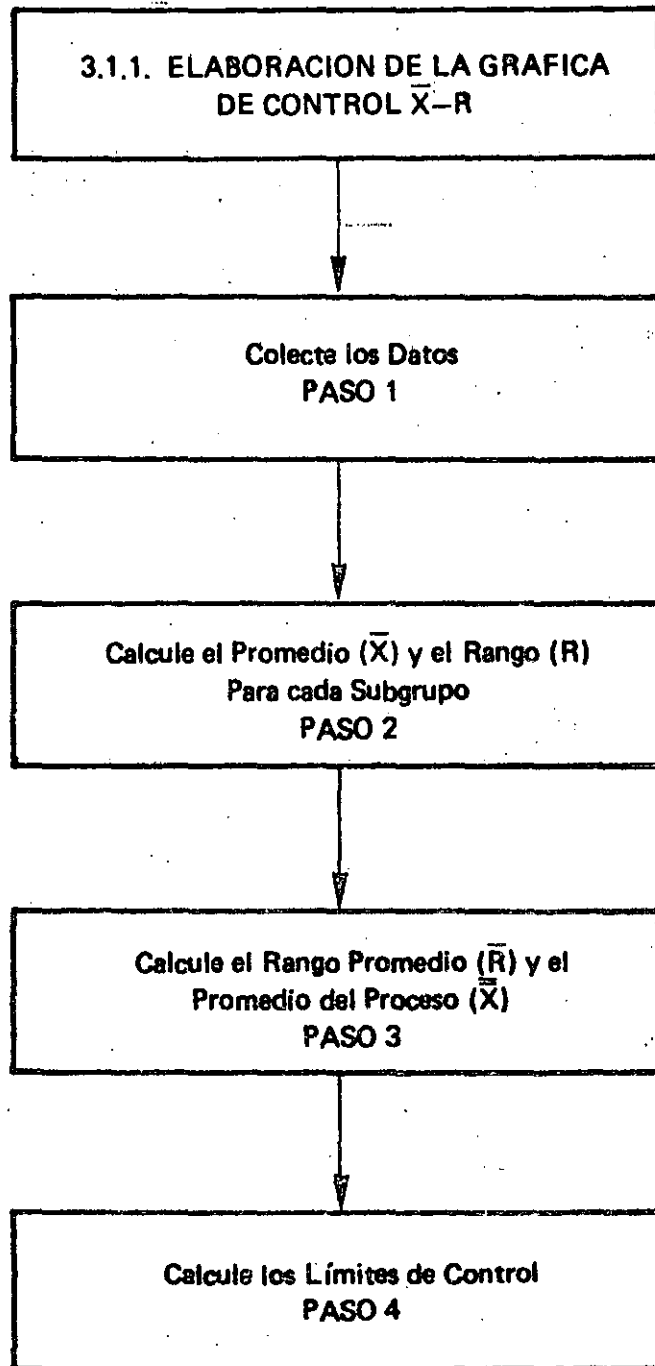 3.1.1. ELABORACION DE LA GRAFICA
DE CONTROL X̅–R
Colecte los Datos
PASO 1
Calcule el Promedio (X̅) y el Rango (R)
Para cada Subgrupo
PASO 2
Calcule el Rango Promedio (R̅) y el
Promedio del Proceso (X̿)
PASO 3
Calcule los Límites de Control
PASO 4